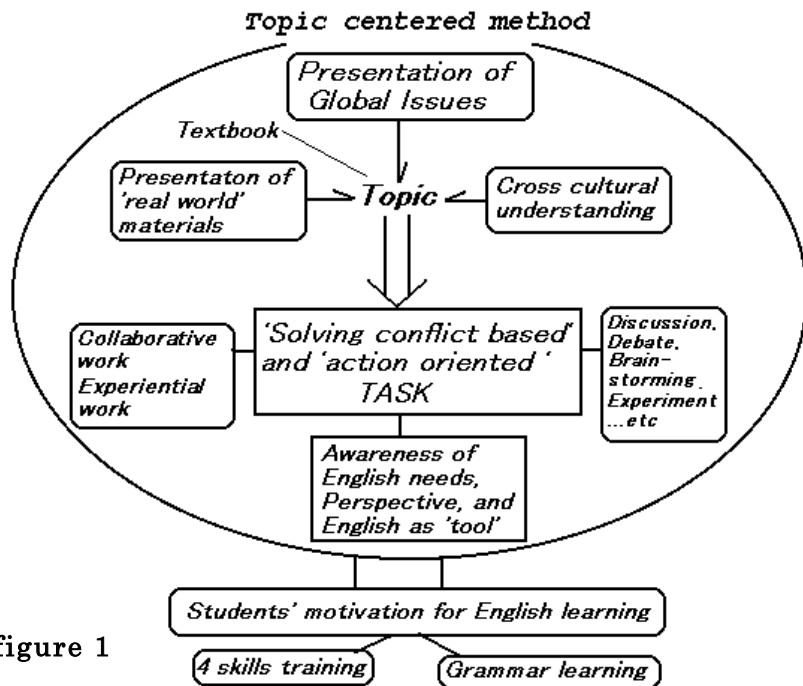 Topic centered method
Presentation of
Global Issues
Textbook
Presentaton of
'real world'
materials
Topic
Cross cultural
understanding
Collaborative
work
Experiential
work
'Solving conflict based'
and 'action oriented '
TASK
Discussion,
Debate,
Brain-
storming,
Experiment
...etc
Awareness of
English needs,
Perspective, and
English as 'tool'
Students' motivation for English learning
figure 1
4 skills training
Grammar learning